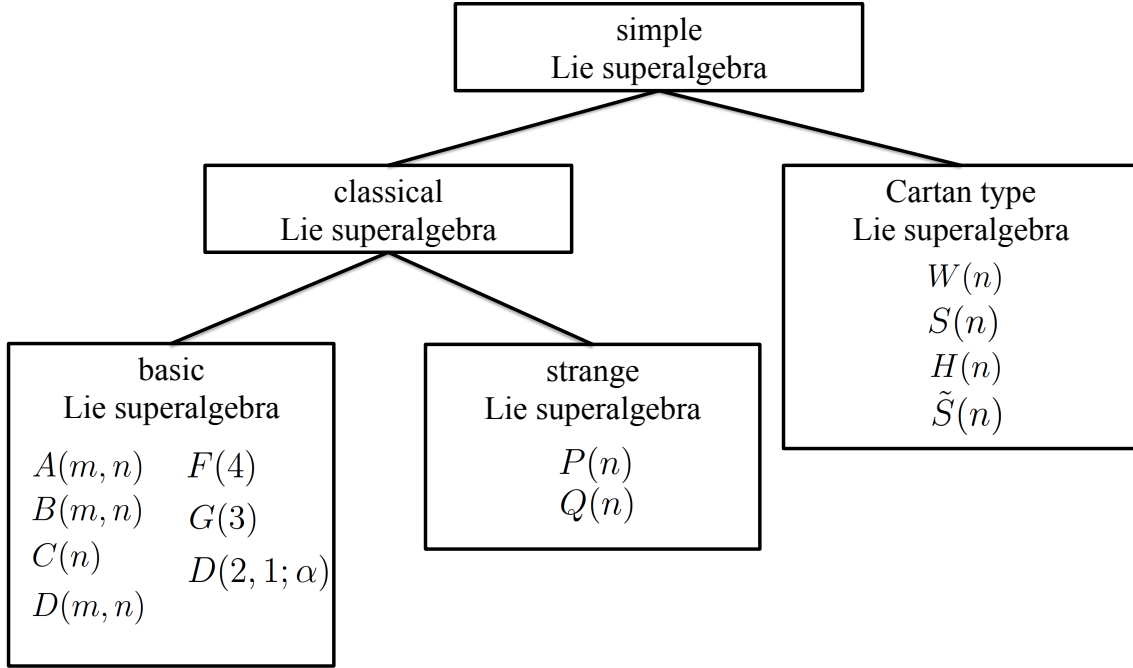 simple
Lie superalgebra
classical
Lie superalgebra
Cartan type
Lie superalgebra
W(n)
S(n)
H(n)
S̃(n)
basic
Lie superalgebra
A(m, n)
B(m, n)
C(n)
D(m, n)
F(4)
G(3)
D(2, 1; α)
strange
Lie superalgebra
P(n)
Q(n)